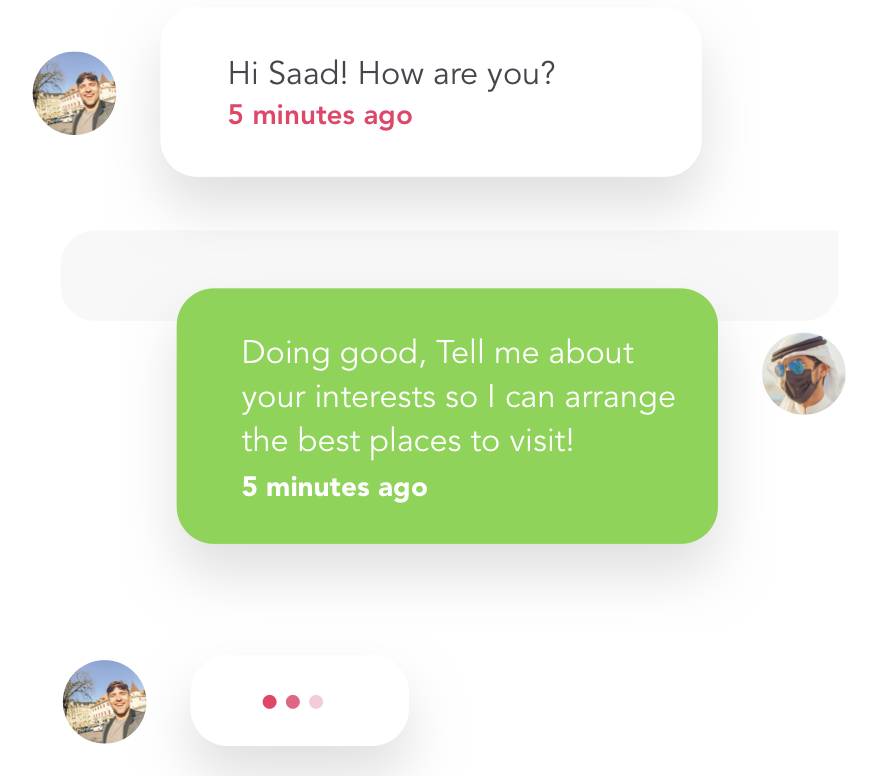 Hi Saad! How are you?
5 minutes ago
Doing good, Tell me about
your interests so I can arrange
the best places to visit!
5 minutes ago